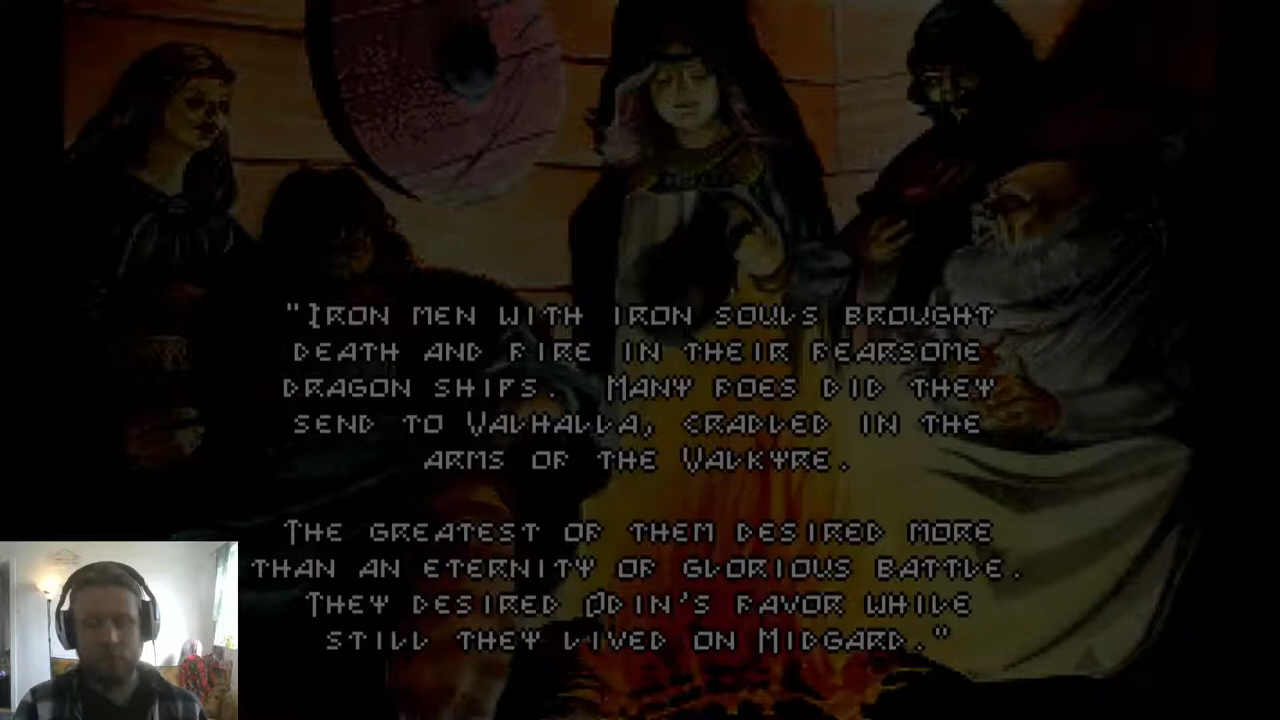 "Iron men with iron souls brought
death and fire in their fearsome
dragon ships.  Many foes did they
send to Valhalla, cradled in the
arms of the Valkyre.
The greatest of them desired more
than an eternity of glorious battle.
They desired Odin's favor while
still they lived on Midgard."